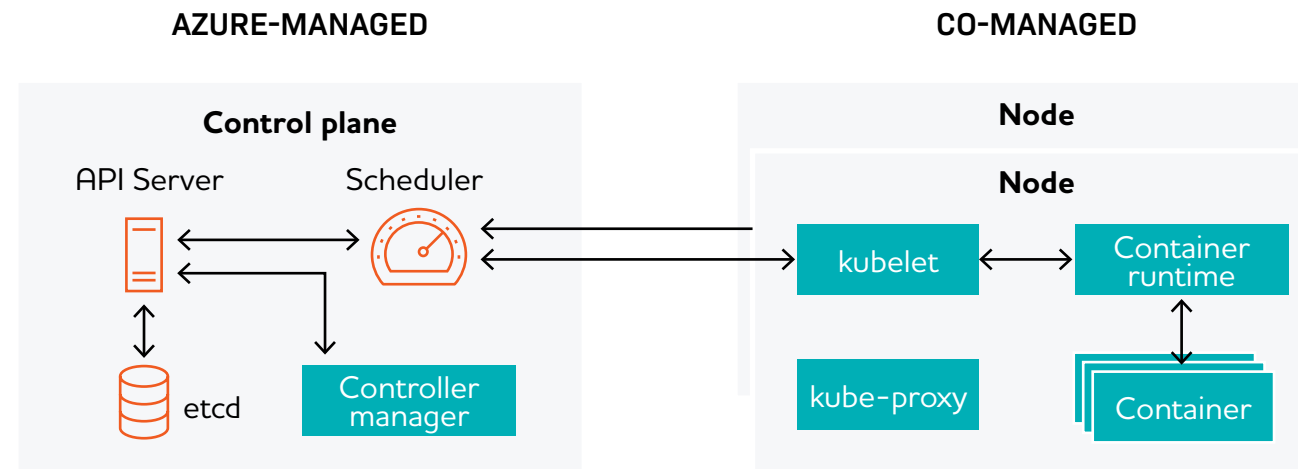 AZURE-MANAGED
CO-MANAGED
Control plane
API Server
Scheduler
etcd
Controller
manager
Node
Node
kubelet
Container
runtime
kube-proxy
Container